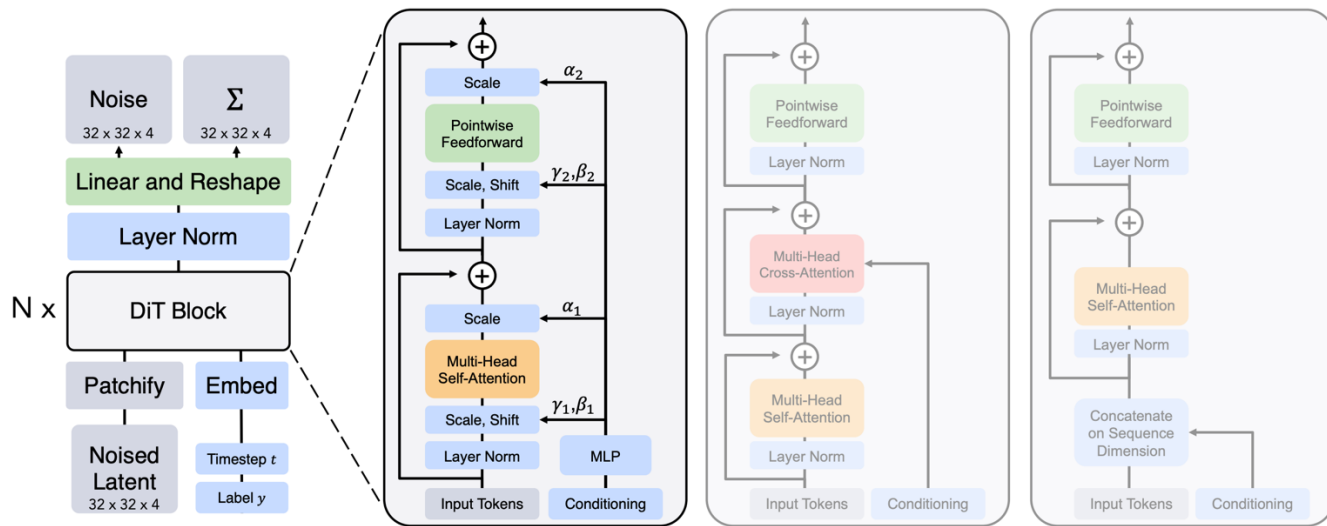 Noise
32 x 32 x 4
Σ
32 x 32 x 4
Linear and Reshape
Layer Norm
N x
DiT Block
Patchify
Embed
Noised
Latent
32 x 32 x 4
Timestep t
Label y
+
Scale
α₂
Pointwise
Feedforward
Scale, Shift
γ₂,β₂
Layer Norm
+
Scale
α₁
Multi-Head
Self-Attention
Scale, Shift
γ₁,β₁
Layer Norm
MLP
Input Tokens
Conditioning
+
Pointwise
Feedforward
Layer Norm
+
Multi-Head
Cross-Attention
Layer Norm
+
Multi-Head
Self-Attention
Layer Norm
Input Tokens
Conditioning
+
Pointwise
Feedforward
Layer Norm
+
Multi-Head
Self-Attention
Layer Norm
Concatenate
on Sequence
Dimension
Input Tokens
Conditioning